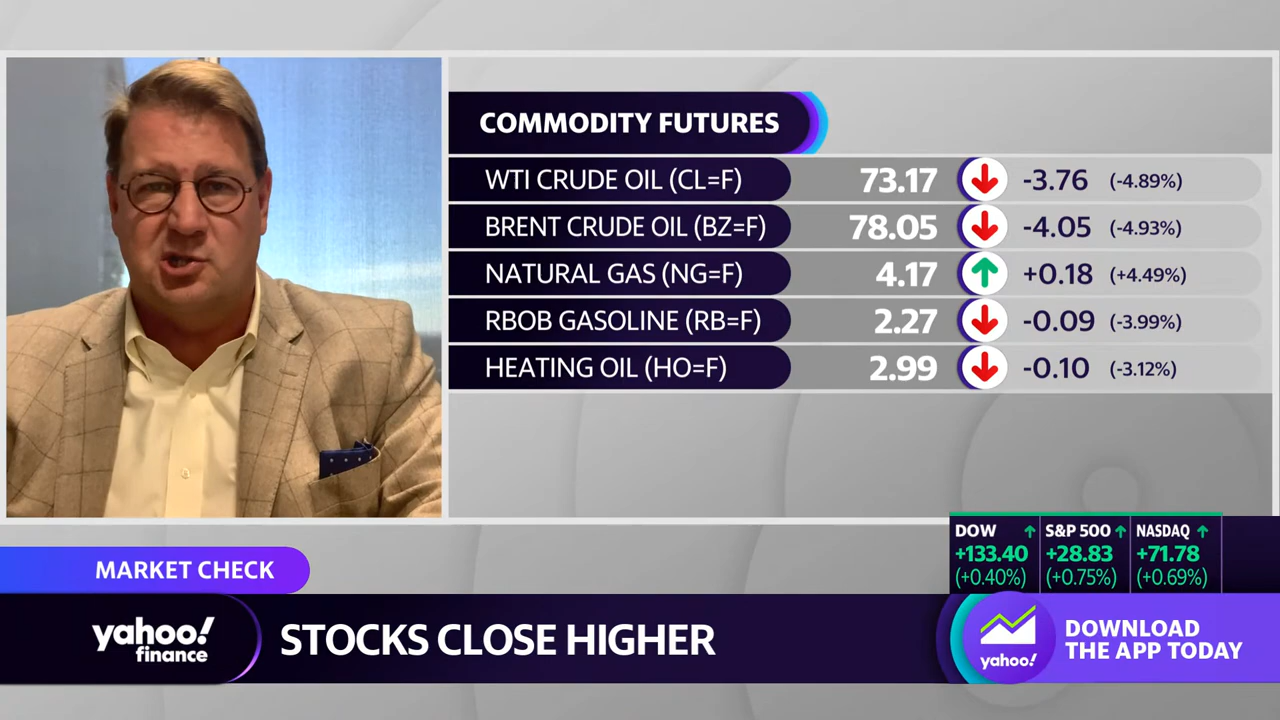 COMMODITY FUTURES
WTI CRUDE OIL (CL=F) 73.17 -3.76 (-4.89%)
BRENT CRUDE OIL (BZ=F) 78.05 -4.05 (-4.93%)
NATURAL GAS (NG=F) 4.17 +0.18 (+4.49%)
RBOB GASOLINE (RB=F) 2.27 -0.09 (-3.99%)
HEATING OIL (HO=F) 2.99 -0.10 (-3.12%)
DOW S&P 500 NASDAQ
+133.40 +28.83 +71.78
(+0.40%) (+0.75%) (+0.69%)
MARKET CHECK
yahoo!
finance
STOCKS CLOSE HIGHER
yahoo!
DOWNLOAD
THE APP TODAY